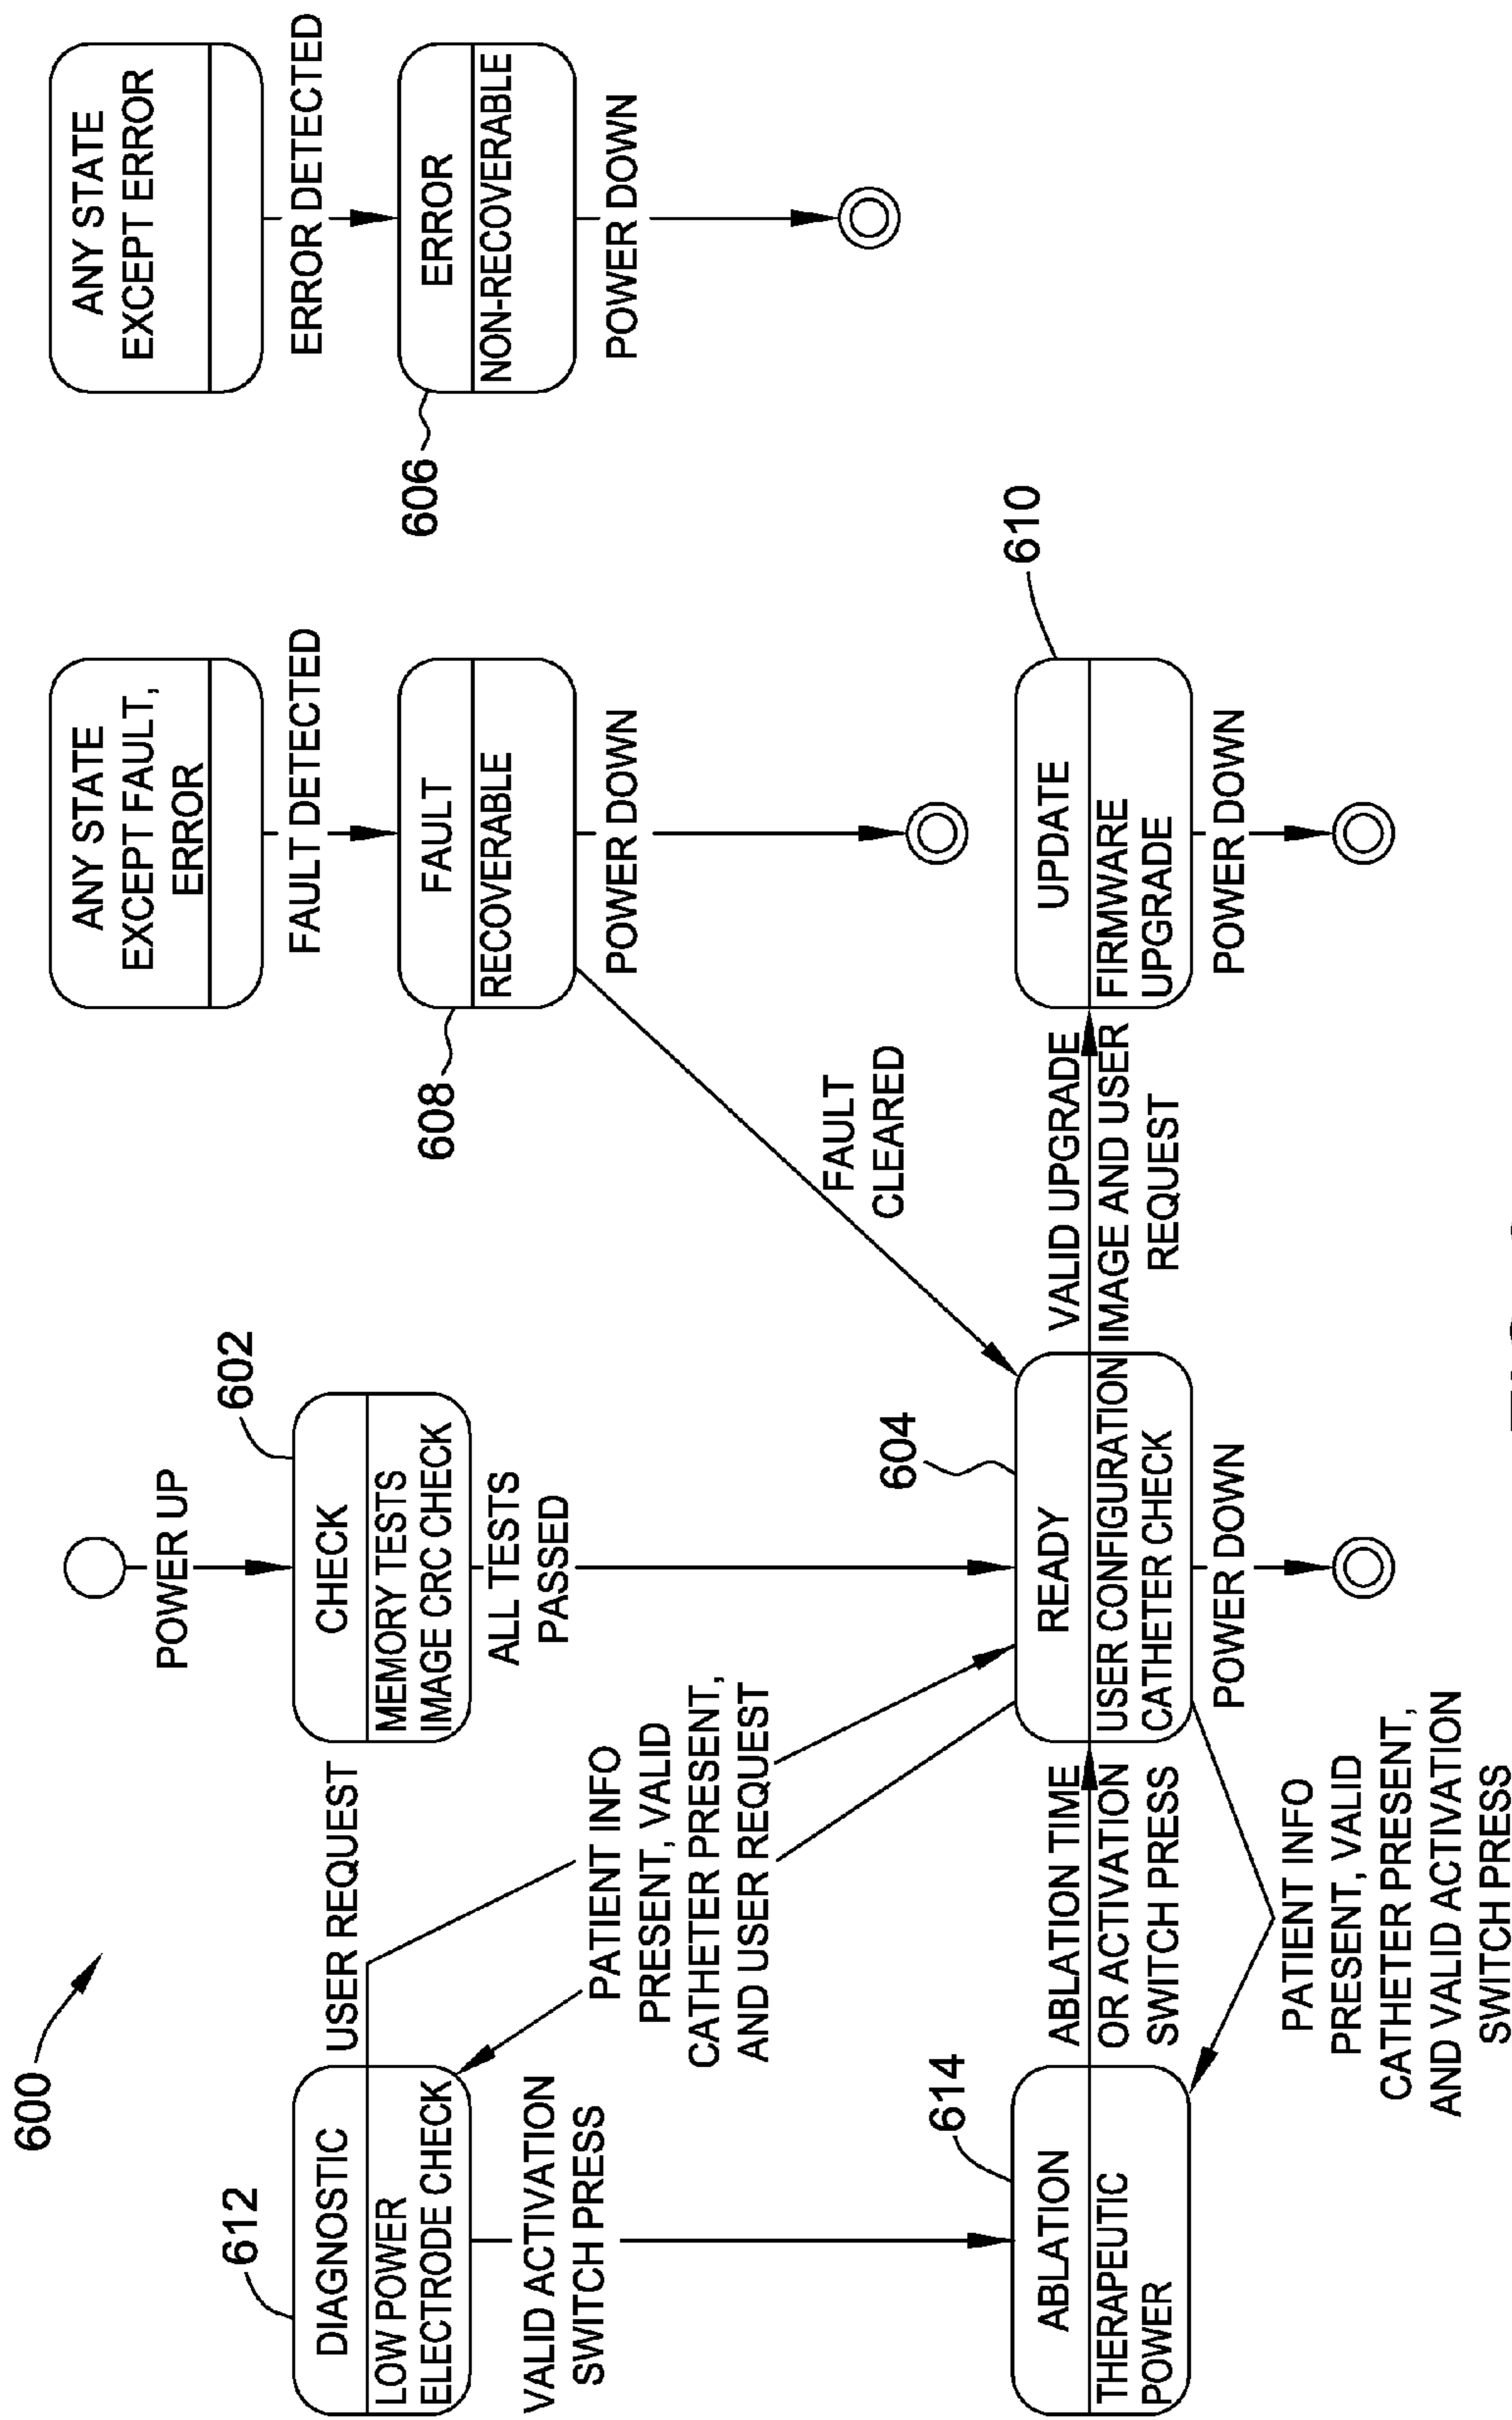 600
612
DIAGNOSTIC
LOW POWER
ELECTRODE CHECK
USER REQUEST
POWER UP
602
CHECK
MEMORY TESTS
IMAGE CRC CHECK
ANY STATE
EXCEPT FAULT,
ERROR
FAULT DETECTED
608
FAULT
RECOVERABLE
POWER DOWN
ANY STATE
EXCEPT ERROR
ERROR DETECTED
606
ERROR
NON-RECOVERABLE
POWER DOWN
VALID ACTIVATION
SWITCH PRESS
PATIENT INFO
PRESENT, VALID
CATHETER PRESENT,
AND USER REQUEST
ALL TESTS
PASSED
FAULT
CLEARED
614
ABLATION
THERAPEUTIC
POWER
ABLATION TIME
OR ACTIVATION
SWITCH PRESS
604
READY
USER CONFIGURATION
CATHETER CHECK
POWER DOWN
VALID UPGRADE
IMAGE AND USER
REQUEST
610
UPDATE
FIRMWARE
UPGRADE
POWER DOWN
PATIENT INFO
PRESENT, VALID
CATHETER PRESENT,
AND VALID ACTIVATION
SWITCH PRESS